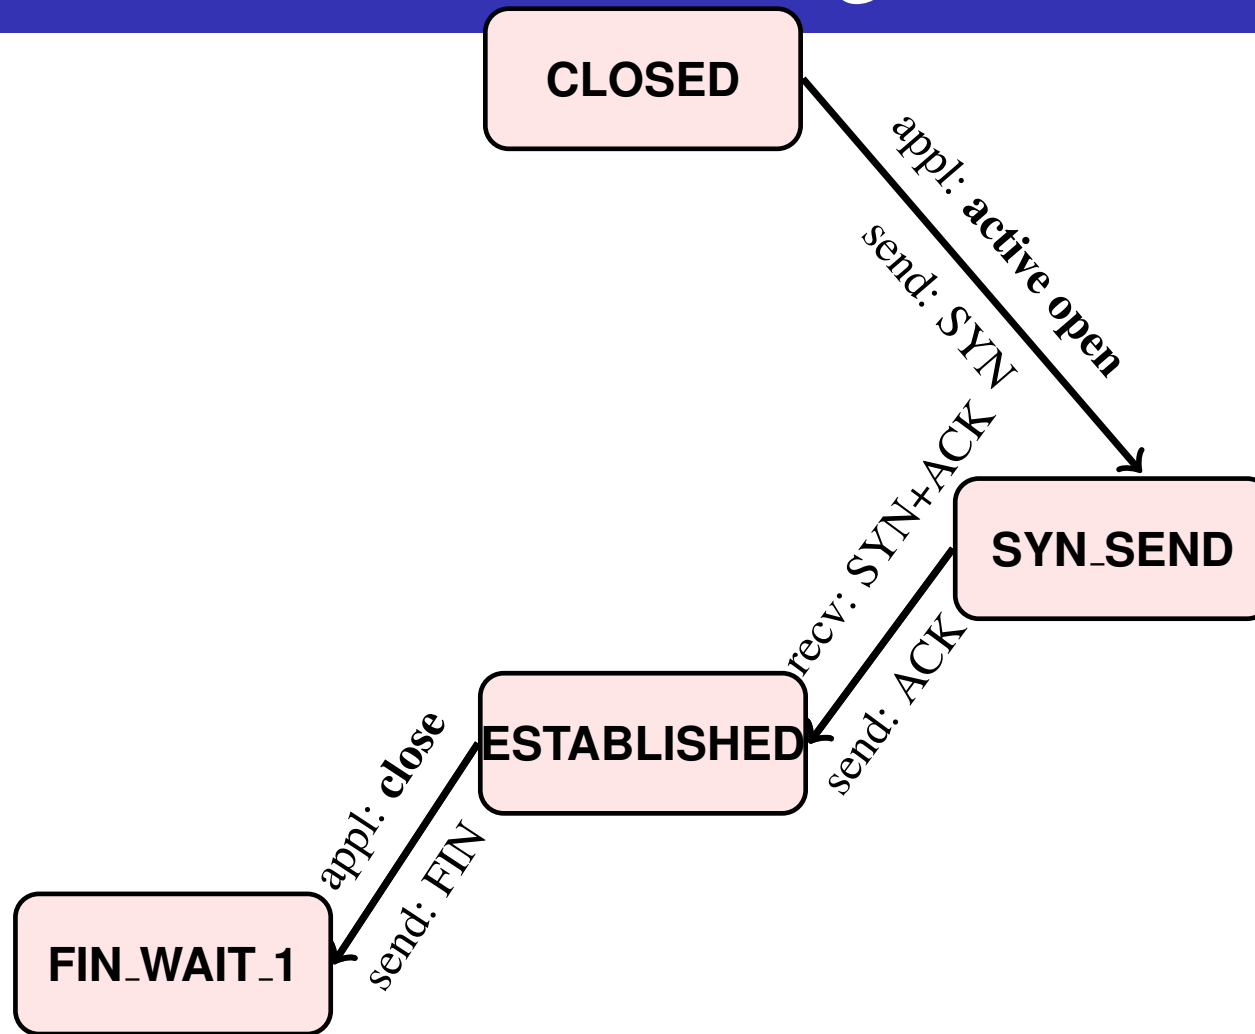 CLOSED
appl: active open
send: SYN
recv: SYN+ACK
SYN_SEND
send: ACK
ESTABLISHED
appl: close
send: FIN
FIN_WAIT_1